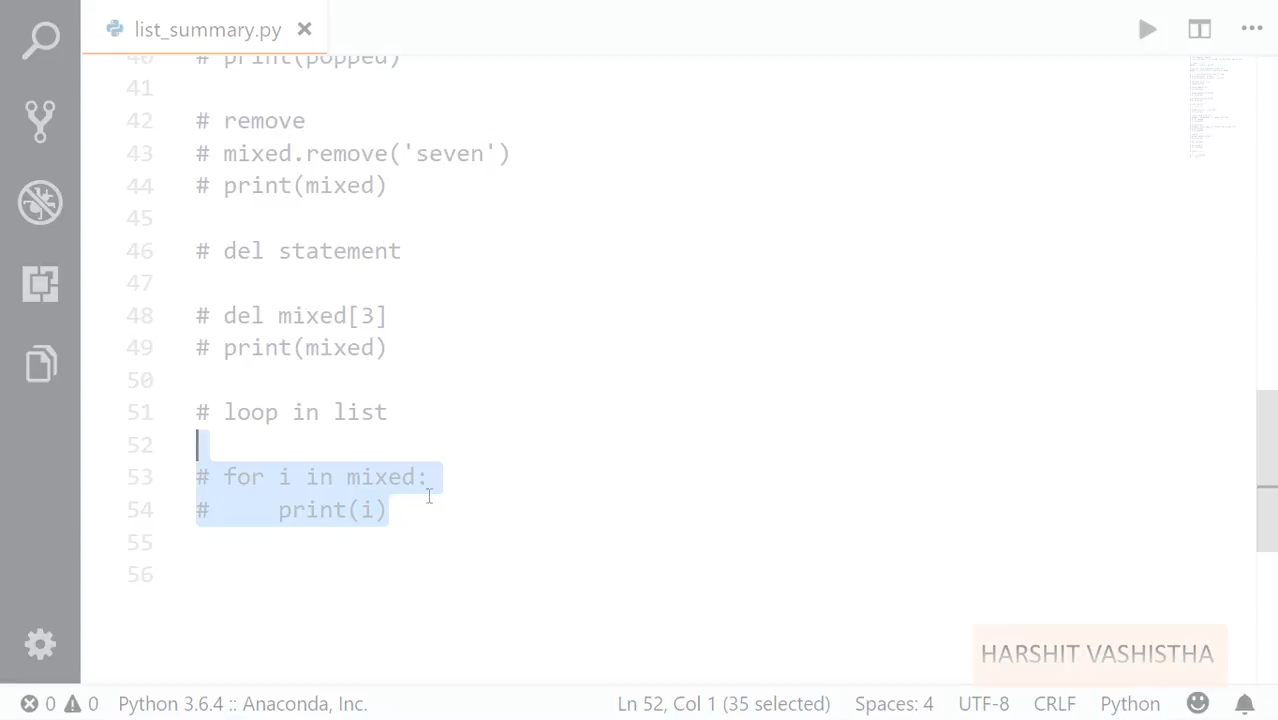 list_summary.py
40 # print(popped)
41
42 # remove
43 # mixed.remove('seven')
44 # print(mixed)
45
46 # del statement
47
48 # del mixed[3]
49 # print(mixed)
50
51 # loop in list
52
53 # for i in mixed:
54 #     print(i)
55
56
HARSHIT VASHISTHA
0 0 Python 3.6.4 :: Anaconda, Inc. Ln 52, Col 1 (35 selected) Spaces: 4 UTF-8 CRLF Python